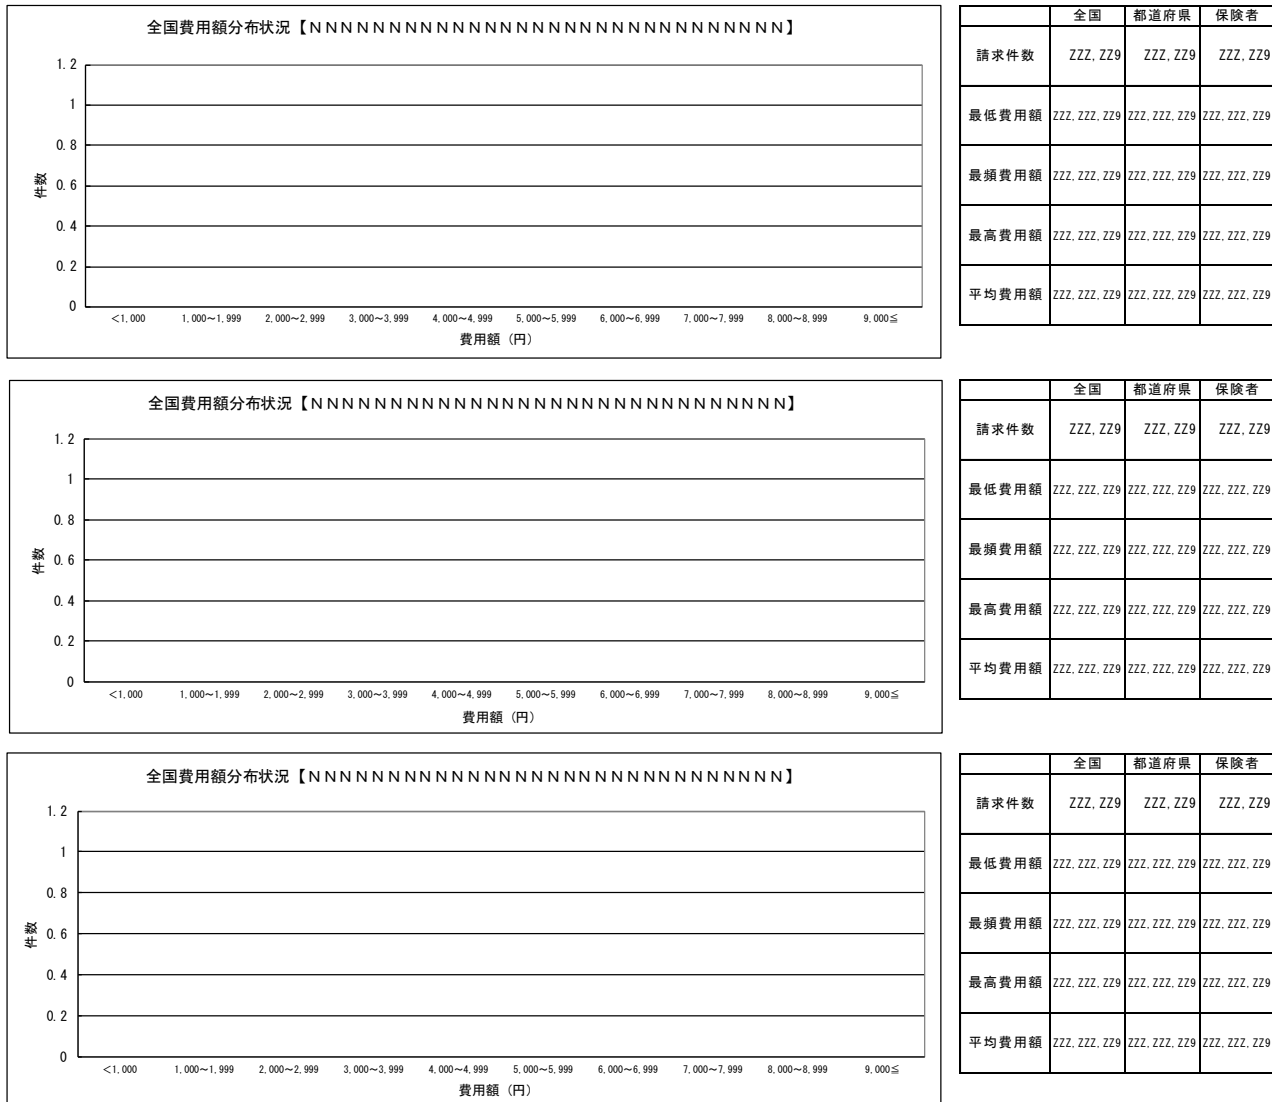 全国費用額分布状況【ＮＮＮＮＮＮＮＮＮＮＮＮＮＮＮＮＮＮＮＮＮＮＮＮＮＮＮＮＮＮ】
1.2
1
0.8
0.6
0.4
0.2
0
件数
<1,000 1,000～1,999 2,000～2,999 3,000～3,999 4,000～4,999 5,000～5,999 6,000～6,999 7,000～7,999 8,000～8,999 9,000≦
費用額（円）
全国 都道府県 保険者
請求件数 ZZZ,ZZ9 ZZZ,ZZ9 ZZZ,ZZ9
最低費用額 ZZZ,ZZZ,ZZ9 ZZZ,ZZZ,ZZ9 ZZZ,ZZZ,ZZ9
最頻費用額 ZZZ,ZZZ,ZZ9 ZZZ,ZZZ,ZZ9 ZZZ,ZZZ,ZZ9
最高費用額 ZZZ,ZZZ,ZZ9 ZZZ,ZZZ,ZZ9 ZZZ,ZZZ,ZZ9
平均費用額 ZZZ,ZZZ,ZZ9 ZZZ,ZZZ,ZZ9 ZZZ,ZZZ,ZZ9
全国費用額分布状況【ＮＮＮＮＮＮＮＮＮＮＮＮＮＮＮＮＮＮＮＮＮＮＮＮＮＮＮＮＮＮ】
1.2
1
0.8
0.6
0.4
0.2
0
件数
<1,000 1,000～1,999 2,000～2,999 3,000～3,999 4,000～4,999 5,000～5,999 6,000～6,999 7,000～7,999 8,000～8,999 9,000≦
費用額（円）
全国 都道府県 保険者
請求件数 ZZZ,ZZ9 ZZZ,ZZ9 ZZZ,ZZ9
最低費用額 ZZZ,ZZZ,ZZ9 ZZZ,ZZZ,ZZ9 ZZZ,ZZZ,ZZ9
最頻費用額 ZZZ,ZZZ,ZZ9 ZZZ,ZZZ,ZZ9 ZZZ,ZZZ,ZZ9
最高費用額 ZZZ,ZZZ,ZZ9 ZZZ,ZZZ,ZZ9 ZZZ,ZZZ,ZZ9
平均費用額 ZZZ,ZZZ,ZZ9 ZZZ,ZZZ,ZZ9 ZZZ,ZZZ,ZZ9
全国費用額分布状況【ＮＮＮＮＮＮＮＮＮＮＮＮＮＮＮＮＮＮＮＮＮＮＮＮＮＮＮＮＮＮ】
1.2
1
0.8
0.6
0.4
0.2
0
件数
<1,000 1,000～1,999 2,000～2,999 3,000～3,999 4,000～4,999 5,000～5,999 6,000～6,999 7,000～7,999 8,000～8,999 9,000≦
費用額（円）
全国 都道府県 保険者
請求件数 ZZZ,ZZ9 ZZZ,ZZ9 ZZZ,ZZ9
最低費用額 ZZZ,ZZZ,ZZ9 ZZZ,ZZZ,ZZ9 ZZZ,ZZZ,ZZ9
最頻費用額 ZZZ,ZZZ,ZZ9 ZZZ,ZZZ,ZZ9 ZZZ,ZZZ,ZZ9
最高費用額 ZZZ,ZZZ,ZZ9 ZZZ,ZZZ,ZZ9 ZZZ,ZZZ,ZZ9
平均費用額 ZZZ,ZZZ,ZZ9 ZZZ,ZZZ,ZZ9 ZZZ,ZZZ,ZZ9